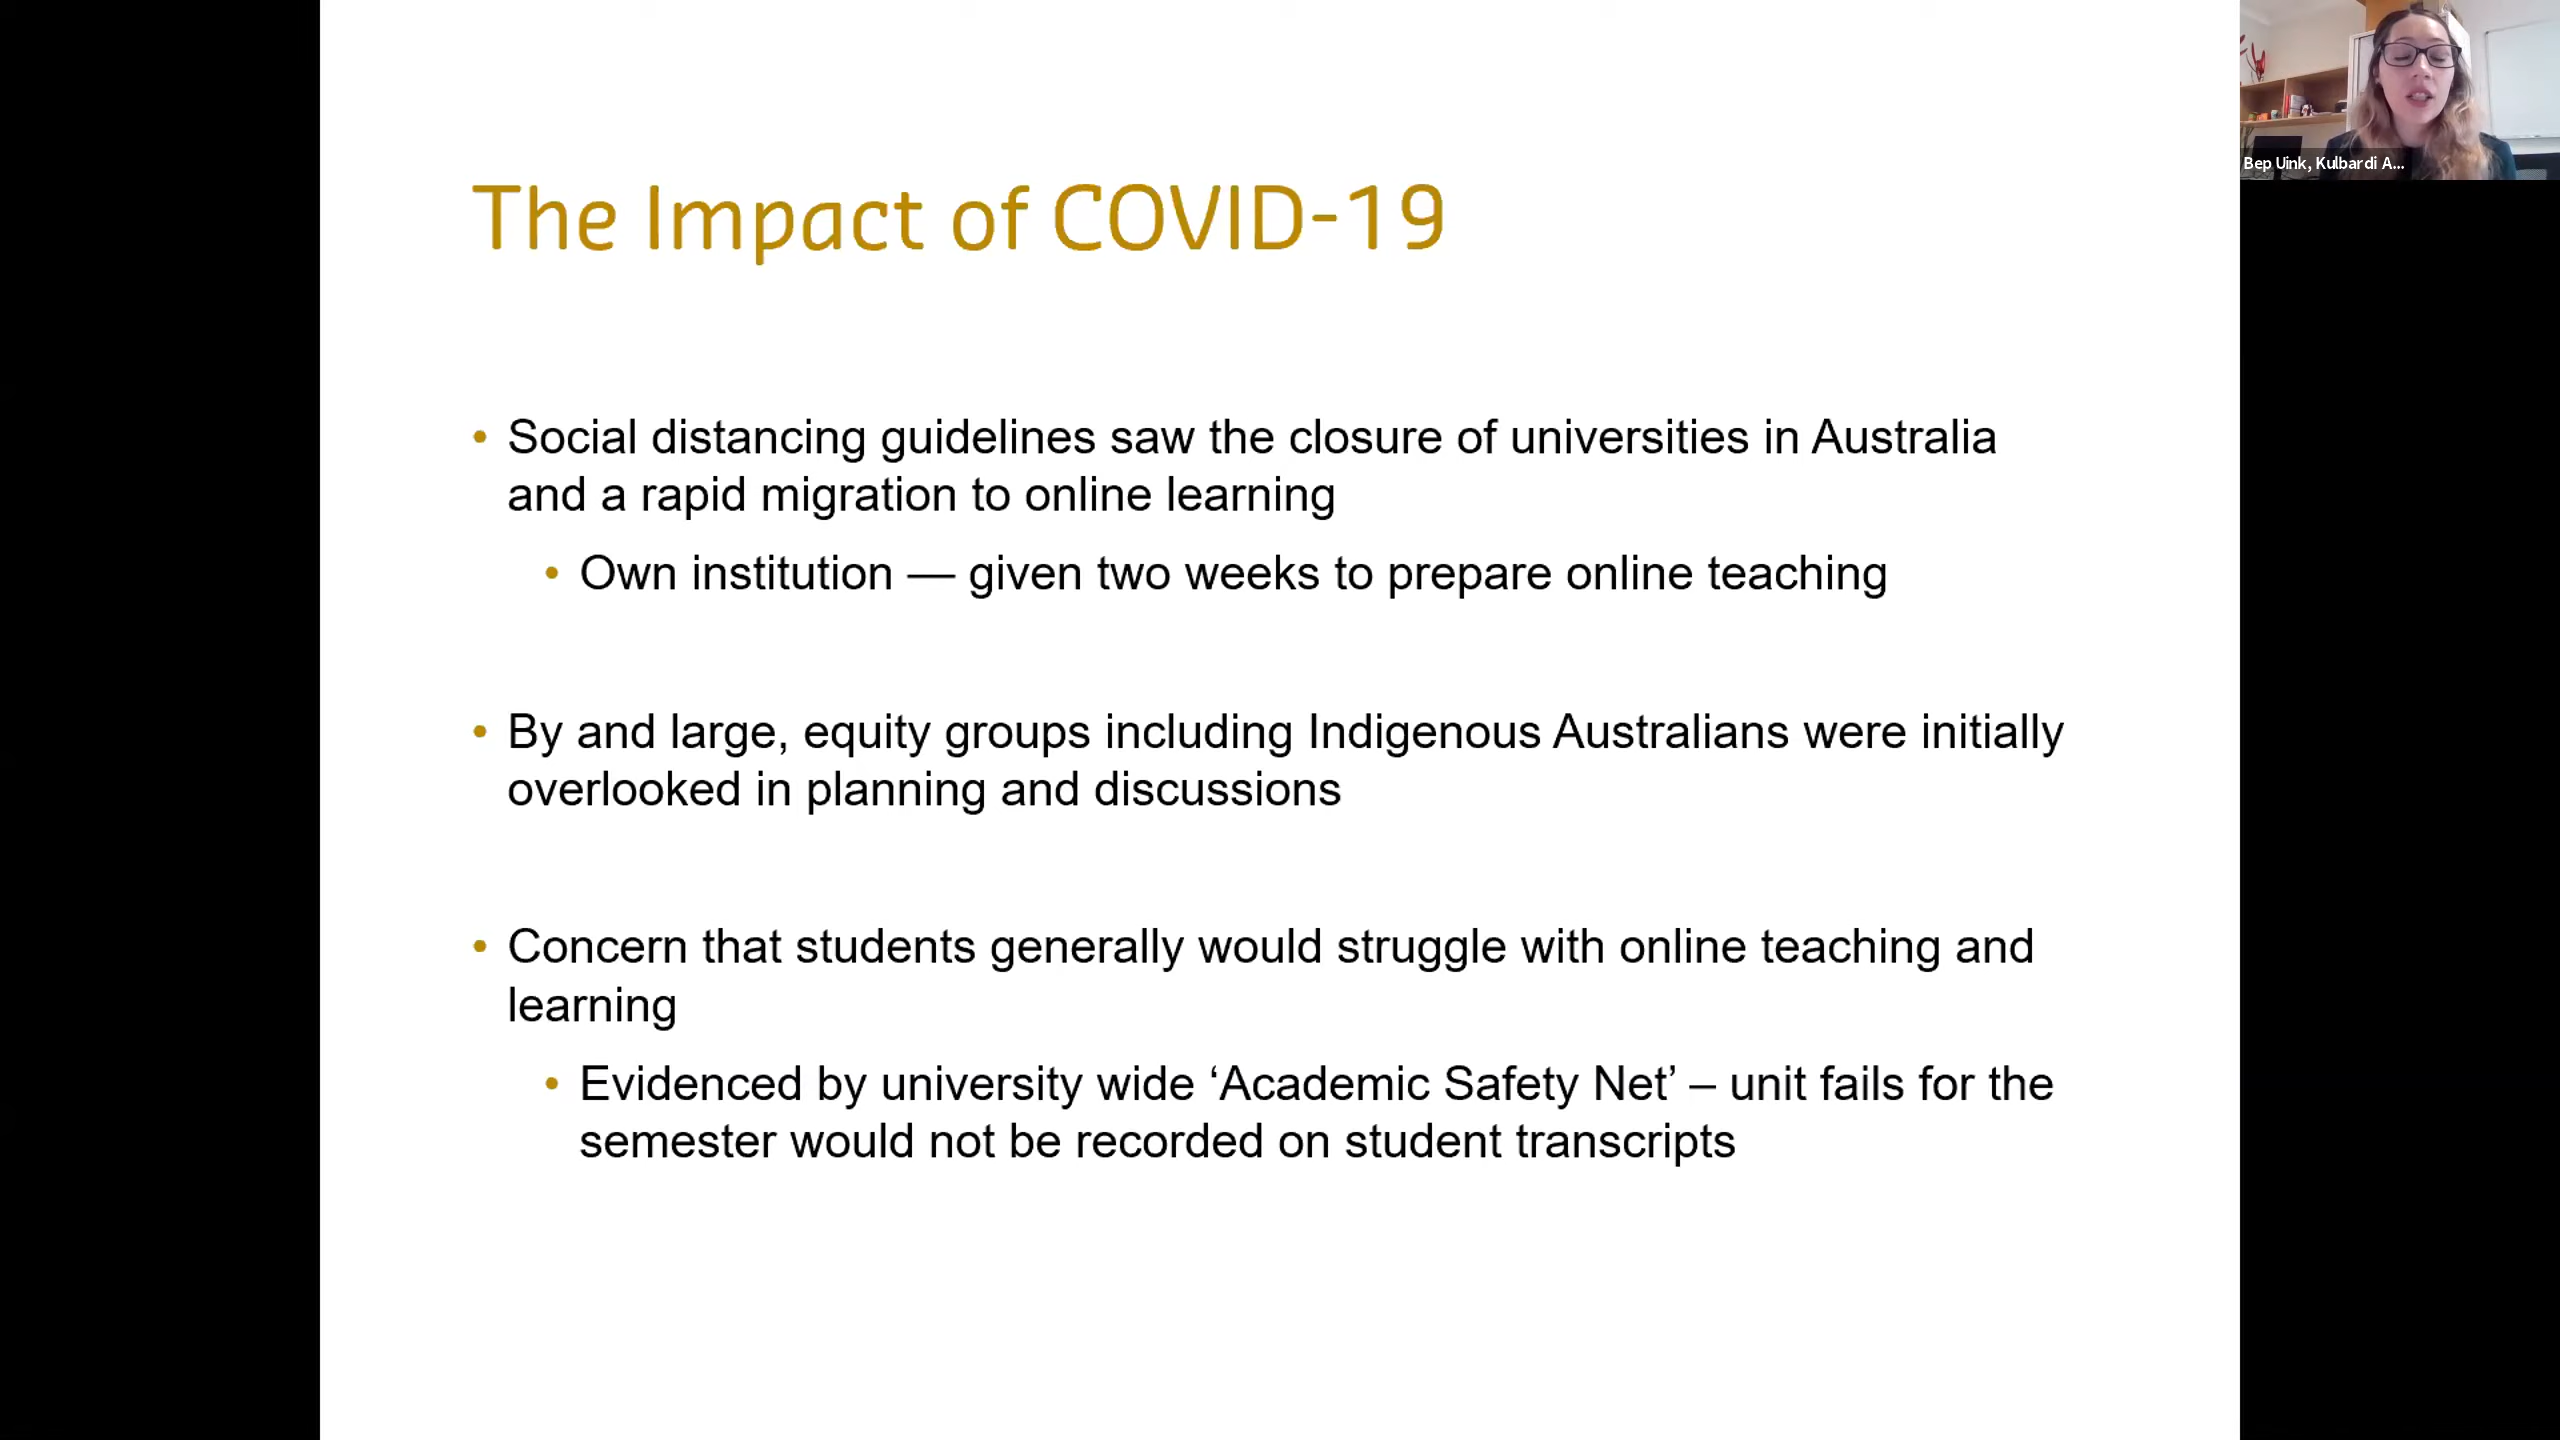 The Impact of COVID-19
• Social distancing guidelines saw the closure of universities in Australia
and a rapid migration to online learning
• Own institution — given two weeks to prepare online teaching
• By and large, equity groups including Indigenous Australians were initially
overlooked in planning and discussions
• Concern that students generally would struggle with online teaching and
learning
• Evidenced by university wide ‘Academic Safety Net’ – unit fails for the
semester would not be recorded on student transcripts
Bep Uink, Kulbardi A...